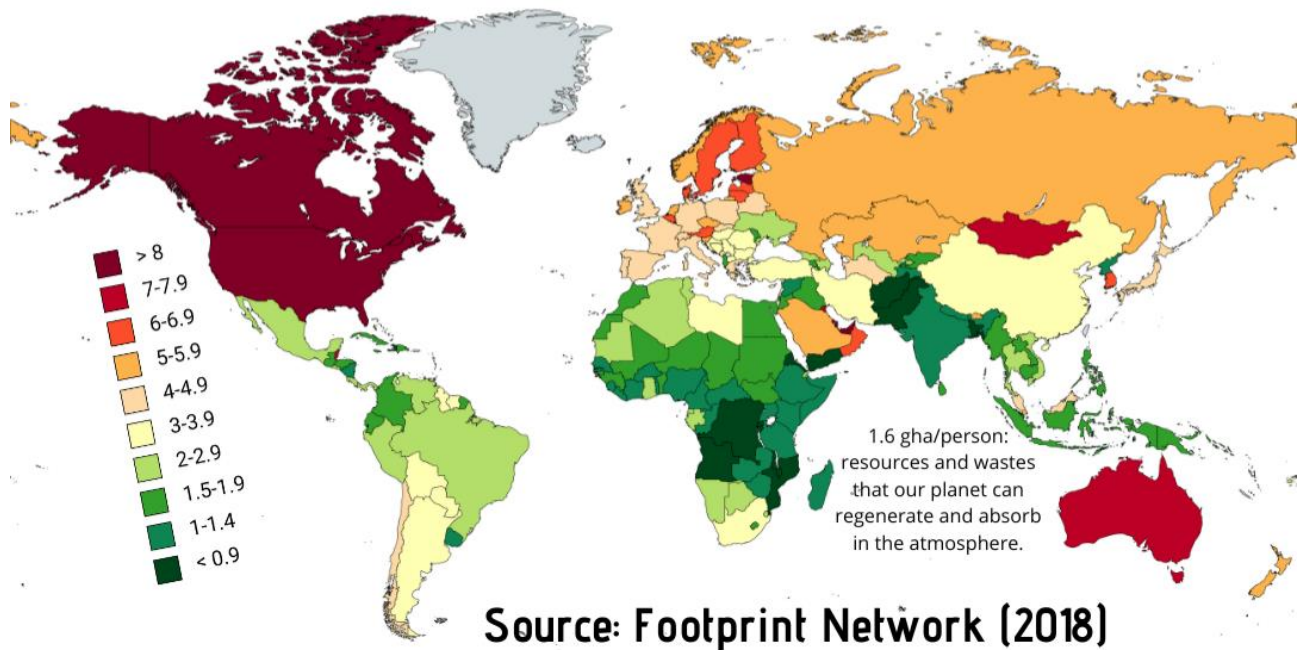 > 8
7-7.9
6-6.9
5-5.9
4-4.9
3-3.9
2-2.9
1.5-1.9
1-1.4
< 0.9
1.6 gha/person:
resources and wastes
that our planet can
regenerate and absorb
in the atmosphere.
Source: Footprint Network (2018)